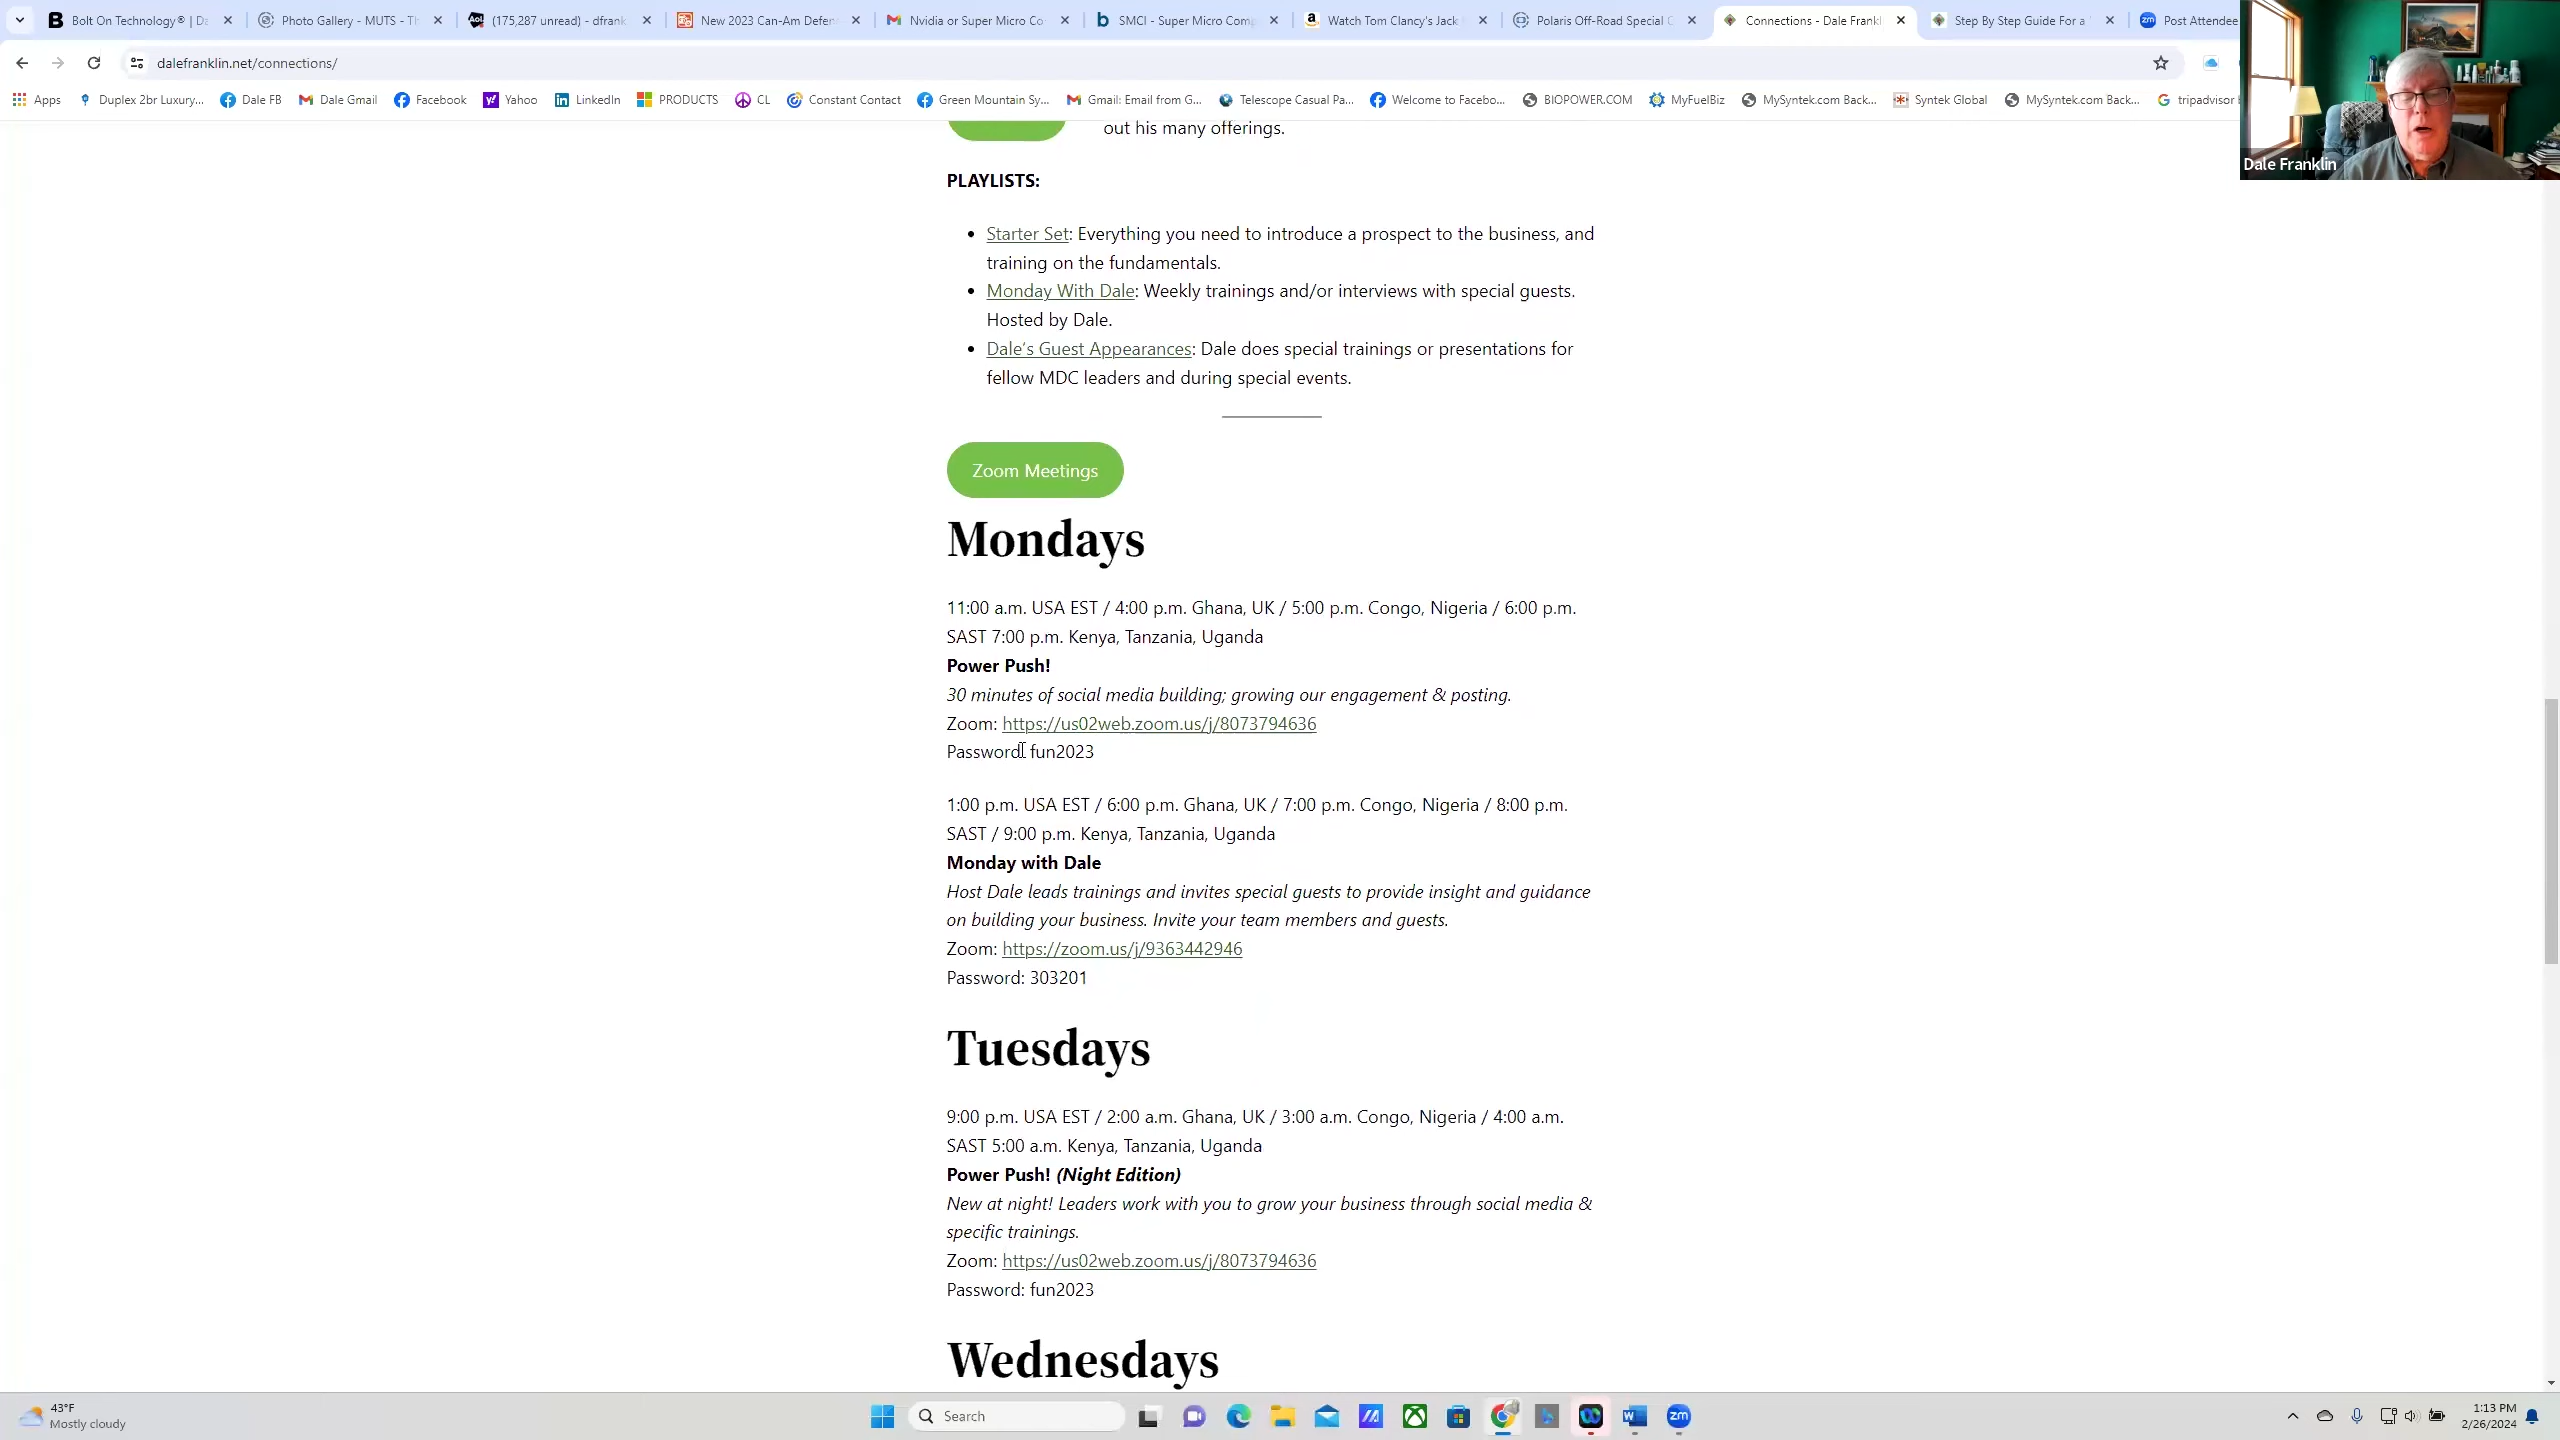 Bolt On Technology® | Da
Photo Gallery - MUTS - Th
(175,287 unread) - dfrank
New 2023 Can-Am Defen
Nvidia or Super Micro Co
SMCI - Super Micro Comp
Watch Tom Clancy's Jack
Polaris Off-Road Special C
Connections - Dale Frankl
Step By Step Guide For a
Post Attendee
dalefranklin.net/connections/
Apps
Duplex 2br Luxury...
Dale FB
Dale Gmail
Facebook
Yahoo
LinkedIn
PRODUCTS
CL
Constant Contact
Green Mountain Sy...
Gmail: Email from G...
Telescope Casual Pa...
Welcome to Facebo...
BIOPOWER.COM
MyFuelBiz
MySyntek.com Back...
Syntek Global
MySyntek.com Back...
tripadvisor
Dale Franklin
out his many offerings.
PLAYLISTS:
• Starter Set: Everything you need to introduce a prospect to the business, and
training on the fundamentals.
• Monday With Dale: Weekly trainings and/or interviews with special guests.
Hosted by Dale.
• Dale's Guest Appearances: Dale does special trainings or presentations for
fellow MDC leaders and during special events.
Zoom Meetings
Mondays
11:00 a.m. USA EST / 4:00 p.m. Ghana, UK / 5:00 p.m. Congo, Nigeria / 6:00 p.m.
SAST 7:00 p.m. Kenya, Tanzania, Uganda
Power Push!
30 minutes of social media building; growing our engagement & posting.
Zoom: https://us02web.zoom.us/j/8073794636
Password: fun2023
1:00 p.m. USA EST / 6:00 p.m. Ghana, UK / 7:00 p.m. Congo, Nigeria / 8:00 p.m.
SAST / 9:00 p.m. Kenya, Tanzania, Uganda
Monday with Dale
Host Dale leads trainings and invites special guests to provide insight and guidance
on building your business. Invite your team members and guests.
Zoom: https://zoom.us/j/9363442946
Password: 303201
Tuesdays
9:00 p.m. USA EST / 2:00 a.m. Ghana, UK / 3:00 a.m. Congo, Nigeria / 4:00 a.m.
SAST 5:00 a.m. Kenya, Tanzania, Uganda
Power Push! (Night Edition)
New at night! Leaders work with you to grow your business through social media &
specific trainings.
Zoom: https://us02web.zoom.us/j/8073794636
Password: fun2023
Wednesdays
43°F
Mostly cloudy
Search
1:13 PM
2/26/2024